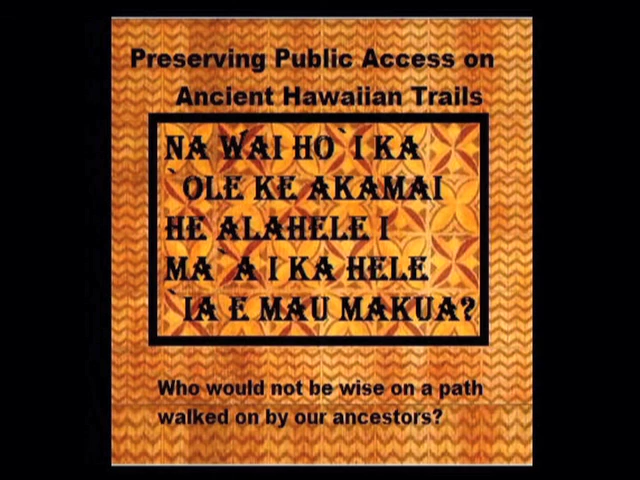 Preserving Public Access on
Ancient Hawaiian Trails
NA WAI HO`I KA
`OLE KE AKAMAI
HE ALAHELE I
MA`A I KA HELE
`IA E MAU MAKUA?
Who would not be wise on a path
walked on by our ancestors?